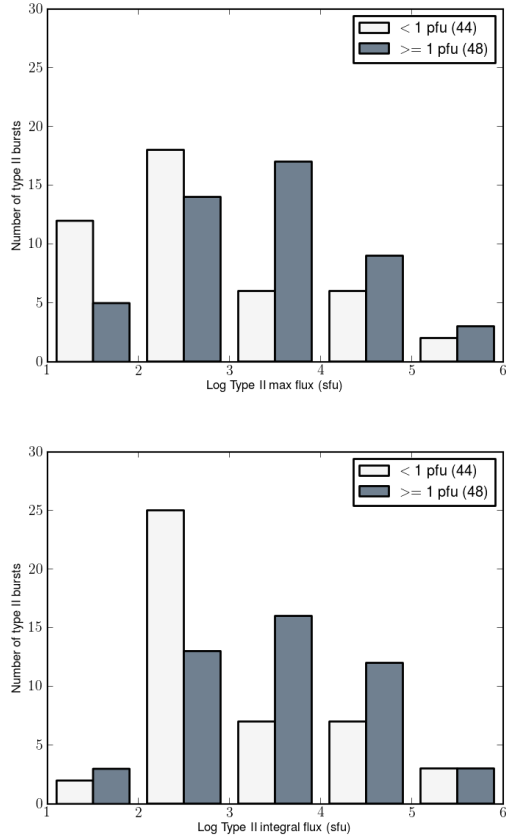 30
25
20
15
10
5
0
Number of type II bursts
< 1 pfu (44)
>= 1 pfu (48)
1 2 3 4 5 6
Log Type II max flux (sfu)
30
25
20
15
10
5
0
Number of type II bursts
< 1 pfu (44)
>= 1 pfu (48)
1 2 3 4 5 6
Log Type II integral flux (sfu)